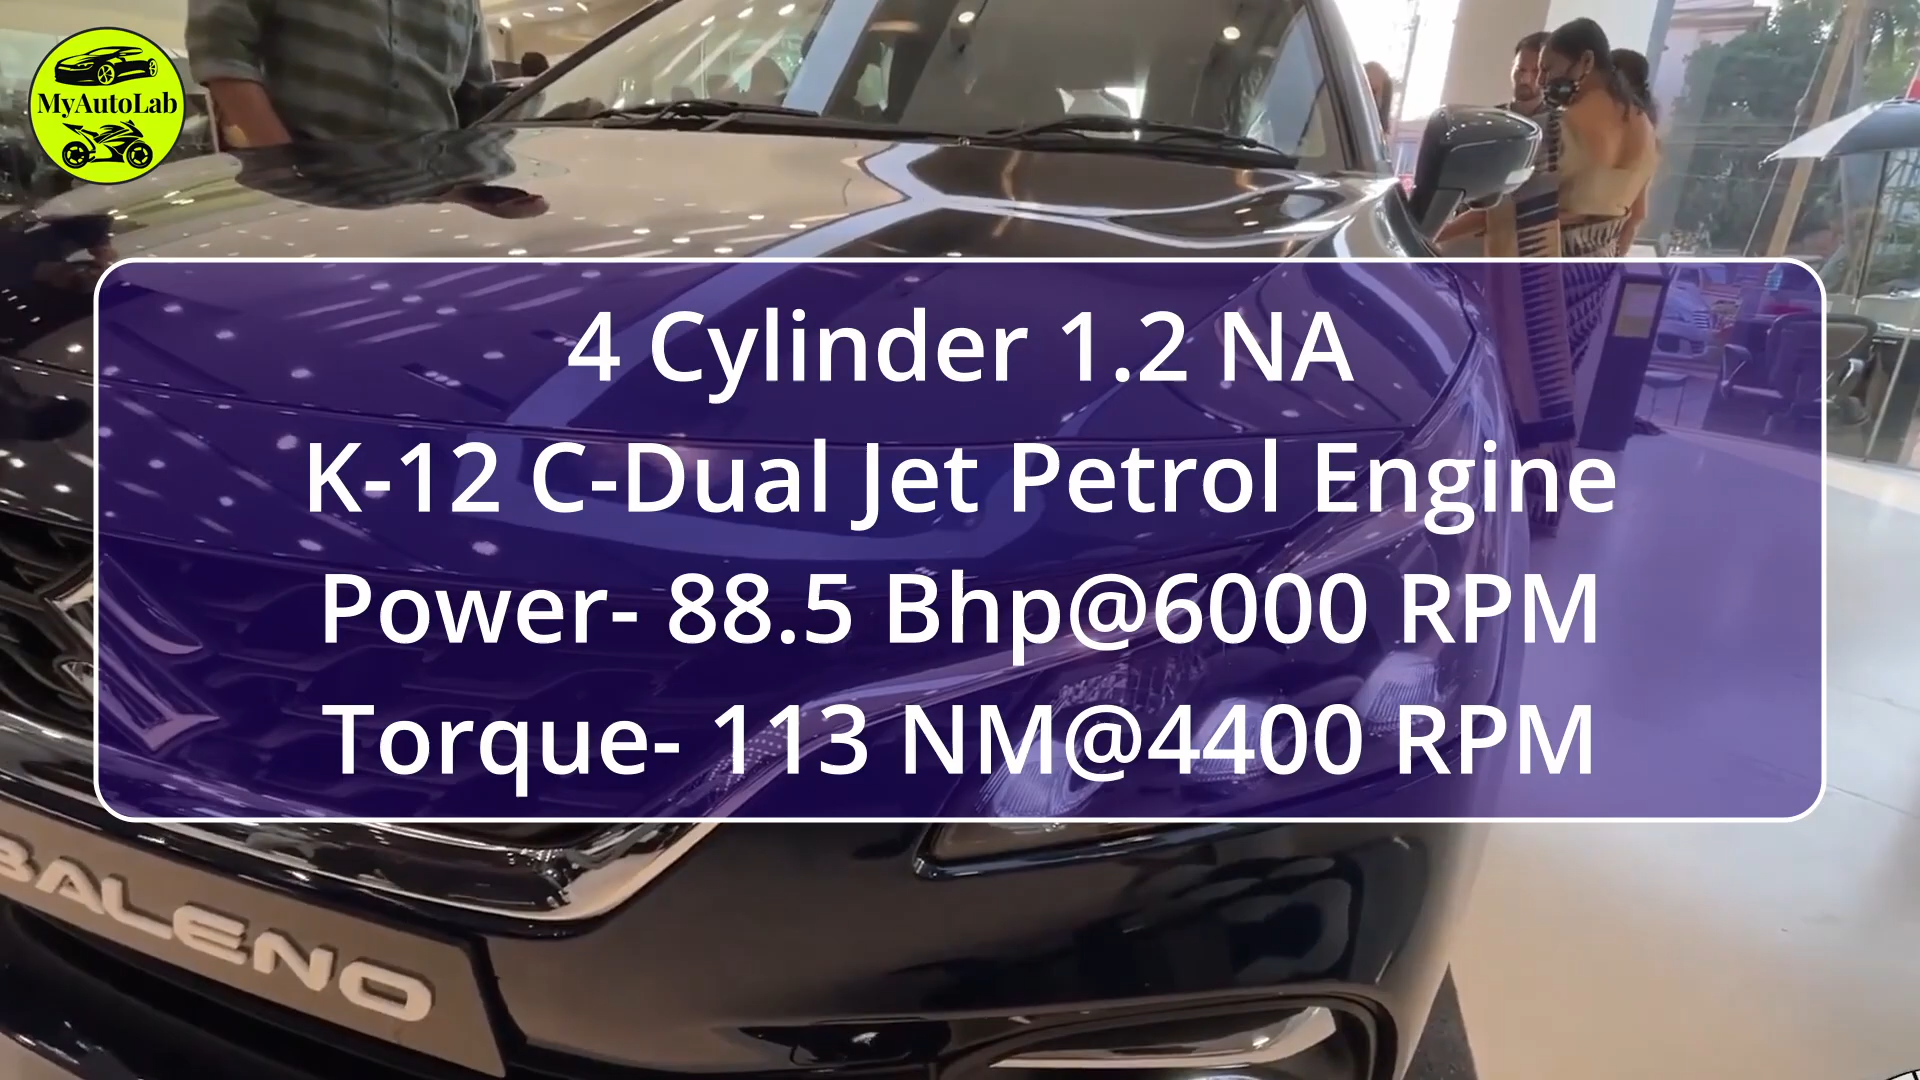 MyAutoLab
4 Cylinder 1.2 NA
K-12 C-Dual Jet Petrol Engine
Power- 88.5 Bhp@6000 RPM
Torque- 113 NM@4400 RPM
BALENO